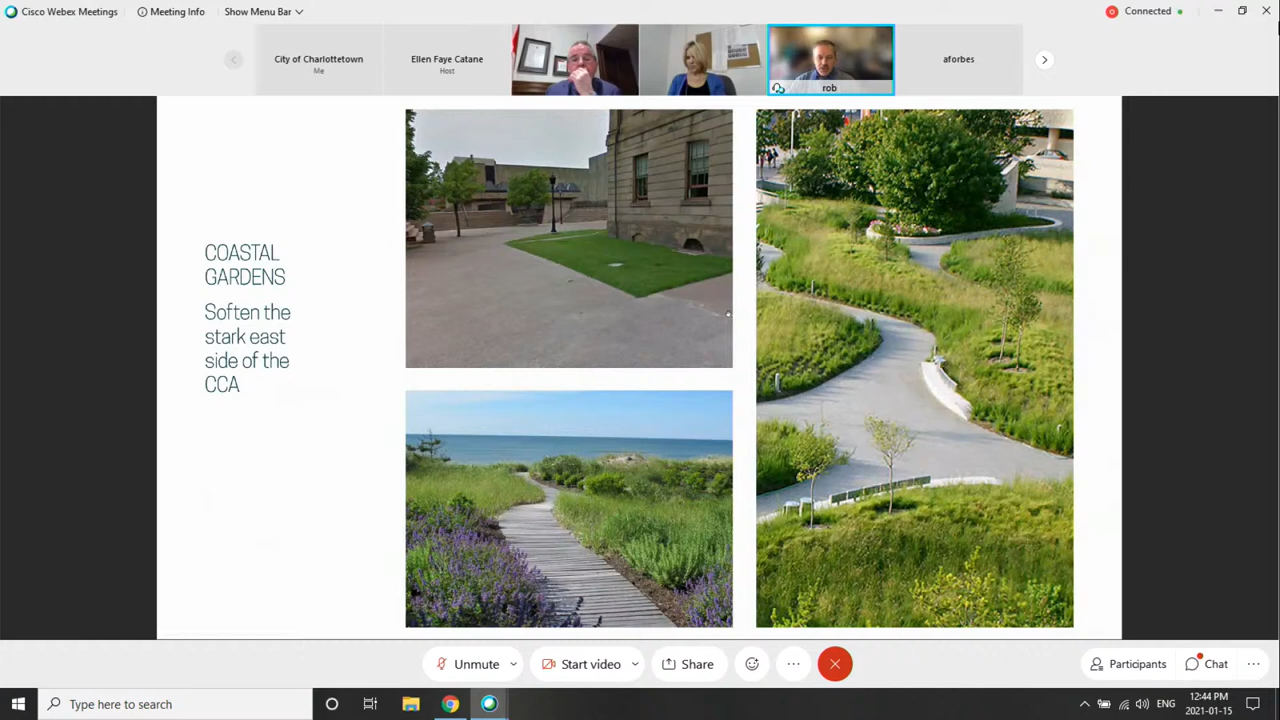 Cisco Webex Meetings
Meeting Info
Show Menu Bar
Connected
City of Charlottetown
Me
Ellen Faye Catane
Host
rob
aforbes
COASTAL
GARDENS
Soften the
stark east
side of the
CCA
Unmute
Start video
Share
Participants
Chat
Type here to search
ENG
12:44 PM
2021-01-15